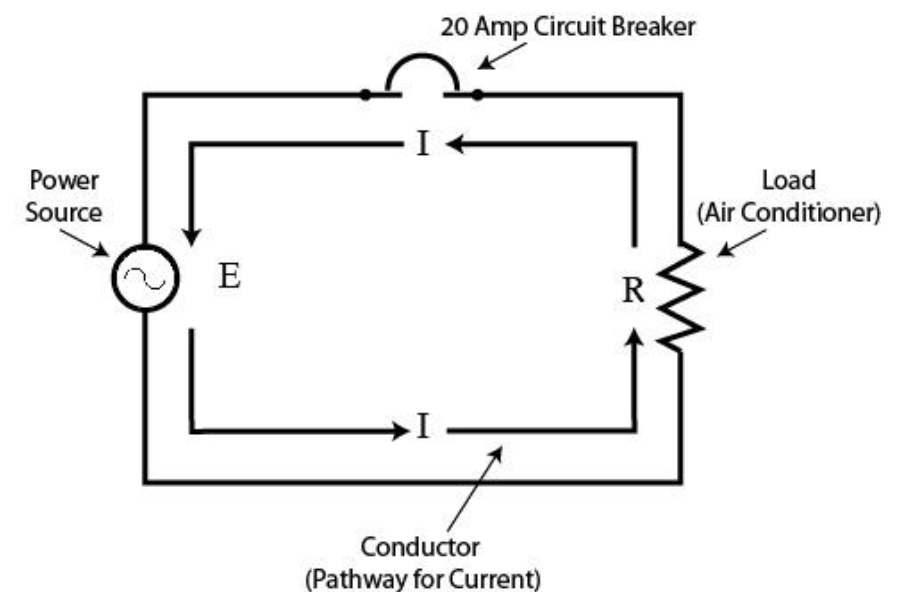 20 Amp Circuit Breaker
I
Power
Source
Load
(Air Conditioner)
E
R
I
Conductor
(Pathway for Current)